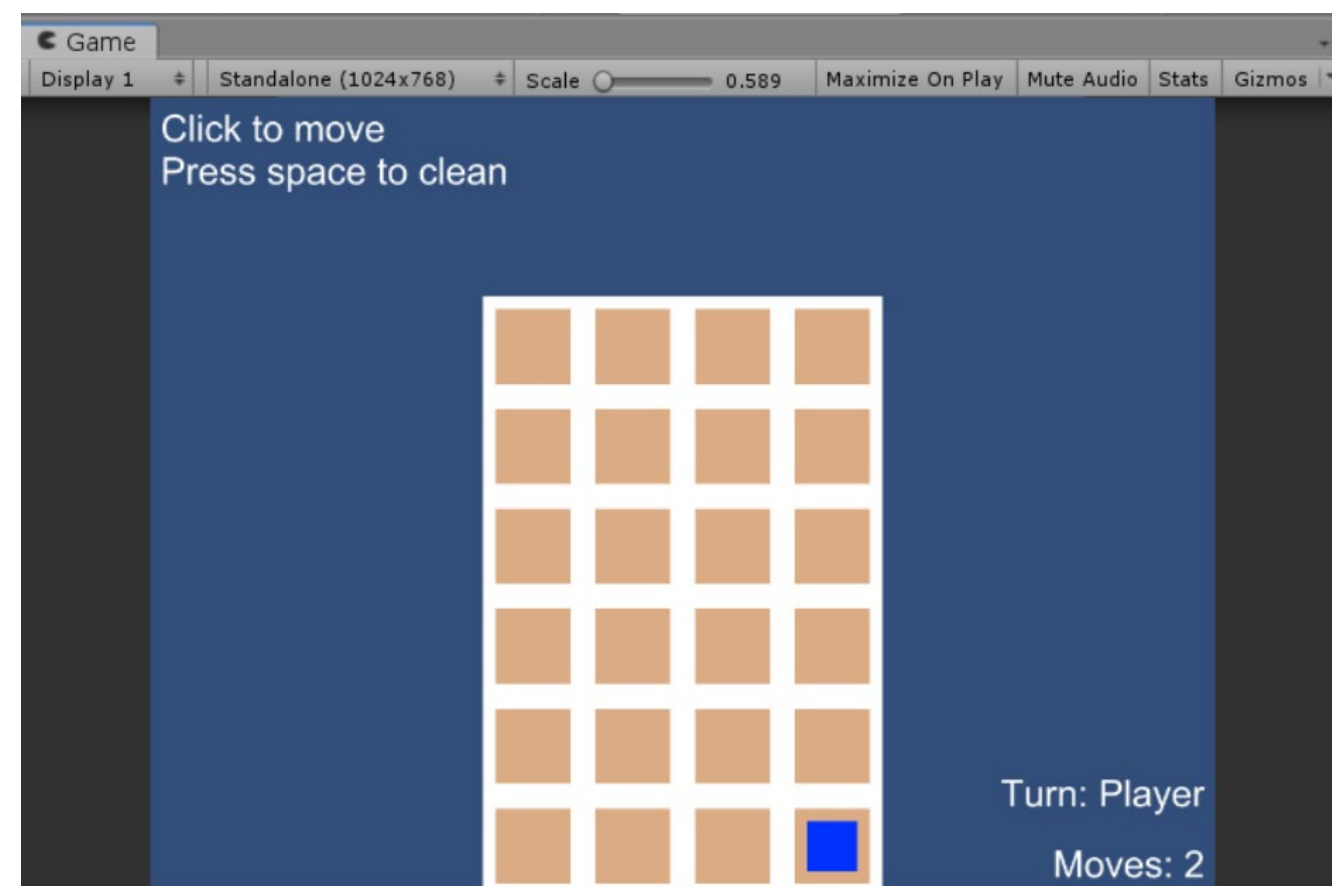 Game
Display 1 Standalone (1024x768) Scale 0.589 Maximize On Play Mute Audio Stats Gizmos
Click to move
Press space to clean
Turn: Player
Moves: 2